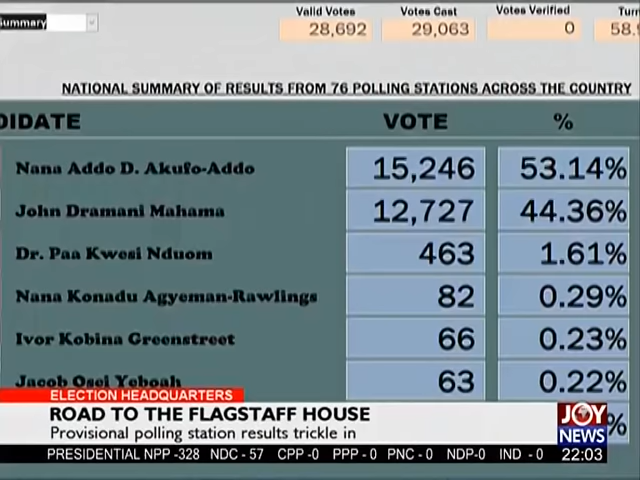 Summary
Valid Votes Votes Cast Votes Verified
28,692 29,063 0 58.
NATIONAL SUMMARY OF RESULTS FROM 76 POLLING STATIONS ACROSS THE COUNTRY
DIDATE VOTE %
Nana Addo D. Akufo-Addo 15,246 53.14%
John Dramani Mahama 12,727 44.36%
Dr. Paa Kwesi Nduom 463 1.61%
Nana Konadu Agyeman-Rawlings 82 0.29%
Ivor Kobina Greenstreet 66 0.23%
Jacob Osei Yeboah 63 0.22%
%
ELECTION HEADQUARTERS
ROAD TO THE FLAGSTAFF HOUSE
Provisional polling station results trickle in
JOY
NEWS
PRESIDENTIAL NPP -328 NDC - 57 CPP -0 PPP - 0 PNC - 0 NDP-0 IND - 0 22:03